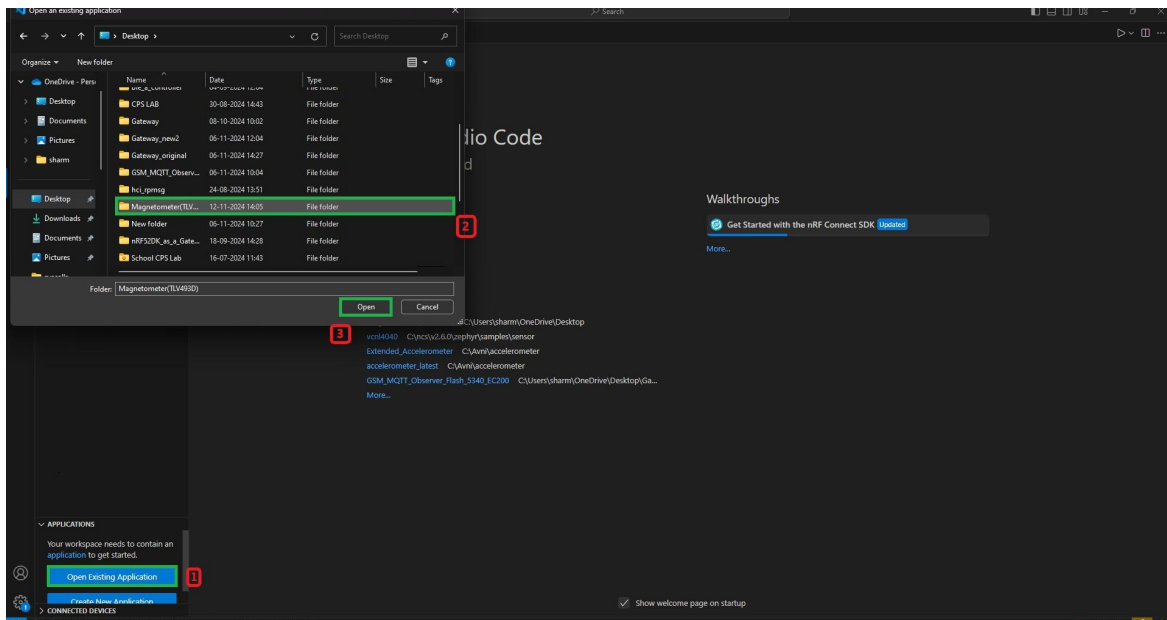 Open an existing application
Search
Desktop
Search Desktop
Organize New folder
OneDrive - Pers
Name Date Type Size Tags
Desktop
CPS LAB 30-08-2024 14:43 File folder
Documents
Gateway 08-10-2024 10:02 File folder
Pictures
Gateway_new2 06-11-2024 12:04 File folder
sharm
Gateway_original 06-11-2024 14:27 File folder
GSM_MQTT_Observ... 06-11-2024 10:04 File folder
hci_rpmsg 24-08-2024 13:51 File folder
Desktop
Magnetometer(TLV... 12-11-2024 14:05 File folder
2
Downloads
New folder 06-11-2024 10:27 File folder
Documents
nRF52DK_as_a_Gate... 18-09-2024 14:28 File folder
Pictures
School CPS Lab 16-07-2024 11:43 File folder
Folder: Magnetometer(TLV493D)
Open Cancel
3
dio Code
d
Walkthroughs
Get Started with the nRF Connect SDK Updated
More...
C:\Users\sharm\OneDrive\Desktop
vcnl4040 C:\ncs\v2.6.0\zephyr\samples\sensor
Extended_Accelerometer C:\Avni\accelerometer
accelerometer_latest C:\Avni\accelerometer
GSM_MQTT_Observer_Flash_5340_EC200 C:\Users\sharm\OneDrive\Desktop\Ga...
More...
APPLICATIONS
Your workspace needs to contain an
application to get started.
Open Existing Application
1
Create New Application
CONNECTED DEVICES
Show welcome page on startup